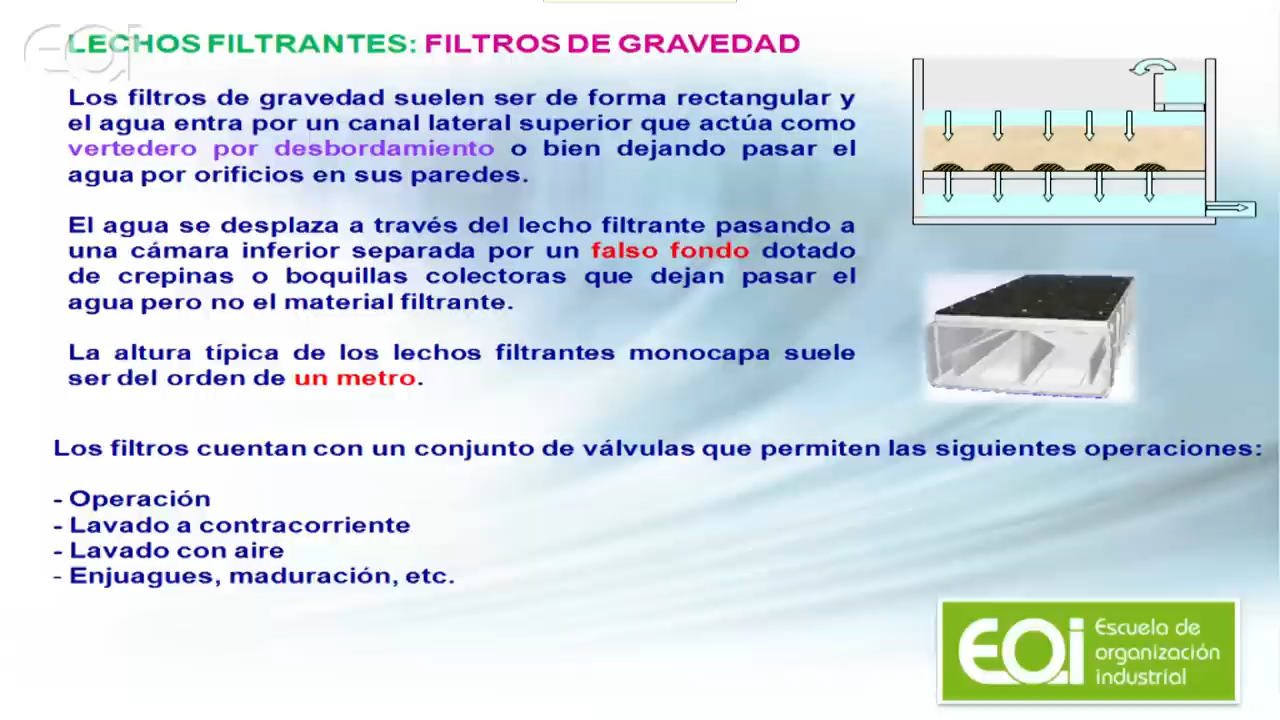 EOi
LECHOS FILTRANTES: FILTROS DE GRAVEDAD
Los filtros de gravedad suelen ser de forma rectangular y
el agua entra por un canal lateral superior que actúa como
vertedero por desbordamiento o bien dejando pasar el
agua por orificios en sus paredes.
El agua se desplaza a través del lecho filtrante pasando a
una cámara inferior separada por un falso fondo dotado
de crepinas o boquillas colectoras que dejan pasar el
agua pero no el material filtrante.
La altura típica de los lechos filtrantes monocapa suele
ser del orden de un metro.
Los filtros cuentan con un conjunto de válvulas que permiten las siguientes operaciones:
- Operación
- Lavado a contracorriente
- Lavado con aire
- Enjuagues, maduración, etc.
EOi
Escuela de
organización
industrial